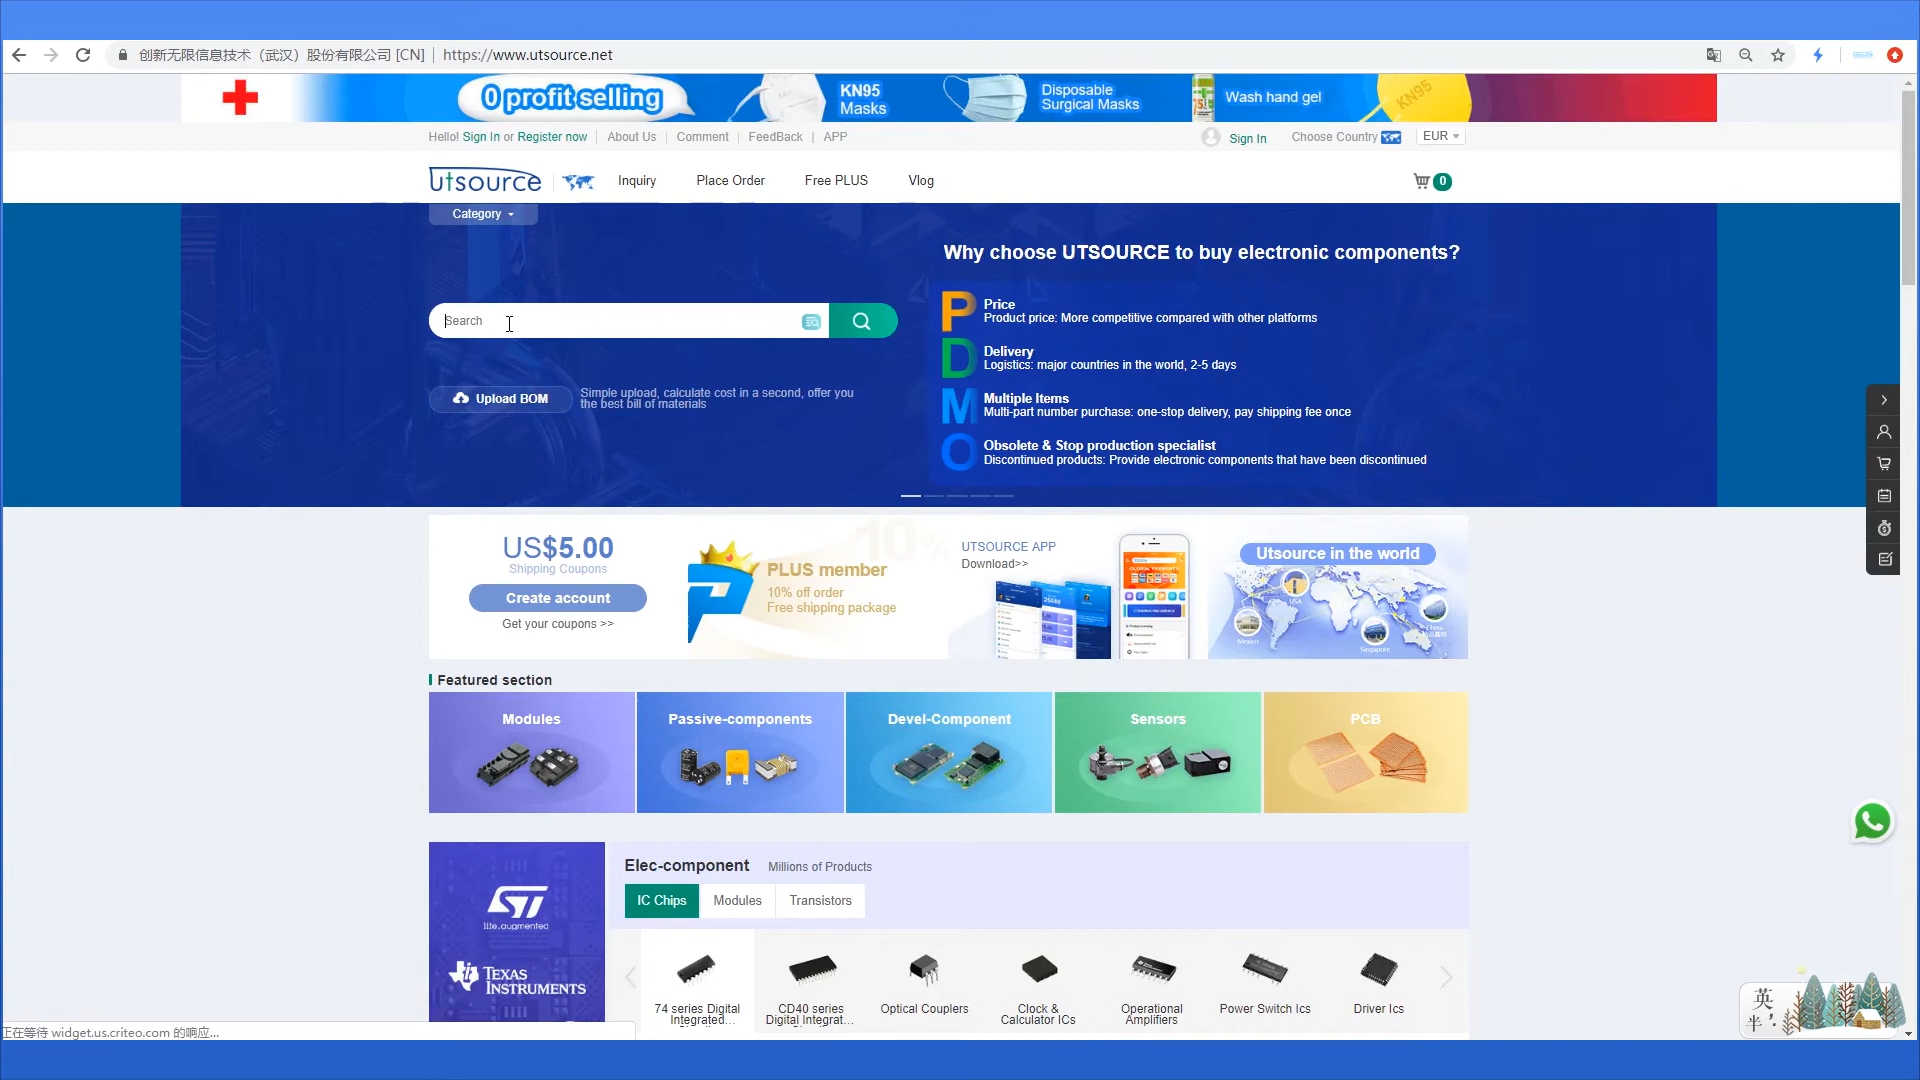 创新无限信息技术（武汉）股份有限公司 [CN] | https://www.utsource.net
0 profit selling
KN95
Masks
Disposable
Surgical Masks
75%
Wash hand gel
KN95
Hello! Sign In or Register now | About Us | Comment | FeedBack | APP
Sign In
Choose Country
EUR
utsource
Inquiry
Place Order
Free PLUS
Vlog
0
Category
Search
Upload BOM
Simple upload, calculate cost in a second, offer you
the best bill of materials
Why choose UTSOURCE to buy electronic components?
P
Price
Product price: More competitive compared with other platforms
D
Delivery
Logistics: major countries in the world, 2-5 days
M
Multiple Items
Multi-part number purchase: one-stop delivery, pay shipping fee once
O
Obsolete & Stop production specialist
Discontinued products: Provide electronic components that have been discontinued
US$5.00
Shipping Coupons
Create account
Get your coupons >>
10%
PLUS member
10% off order
Free shipping package
UTSOURCE APP
Download>>
Utsource in the world
USA
Mexico
Singapore
China
Featured section
Modules
Passive-components
Devel-Component
Sensors
PCB
ST
life.augmented
TEXAS
INSTRUMENTS
Elec-component
Millions of Products
IC Chips
Modules
Transistors
74 series Digital
Integrated...
CD40 series
Digital Integrat...
Optical Couplers
Clock &
Calculator ICs
Operational
Amplifiers
Power Switch Ics
Driver Ics
英
半
正在等待 widget.us.criteo.com 的响应...